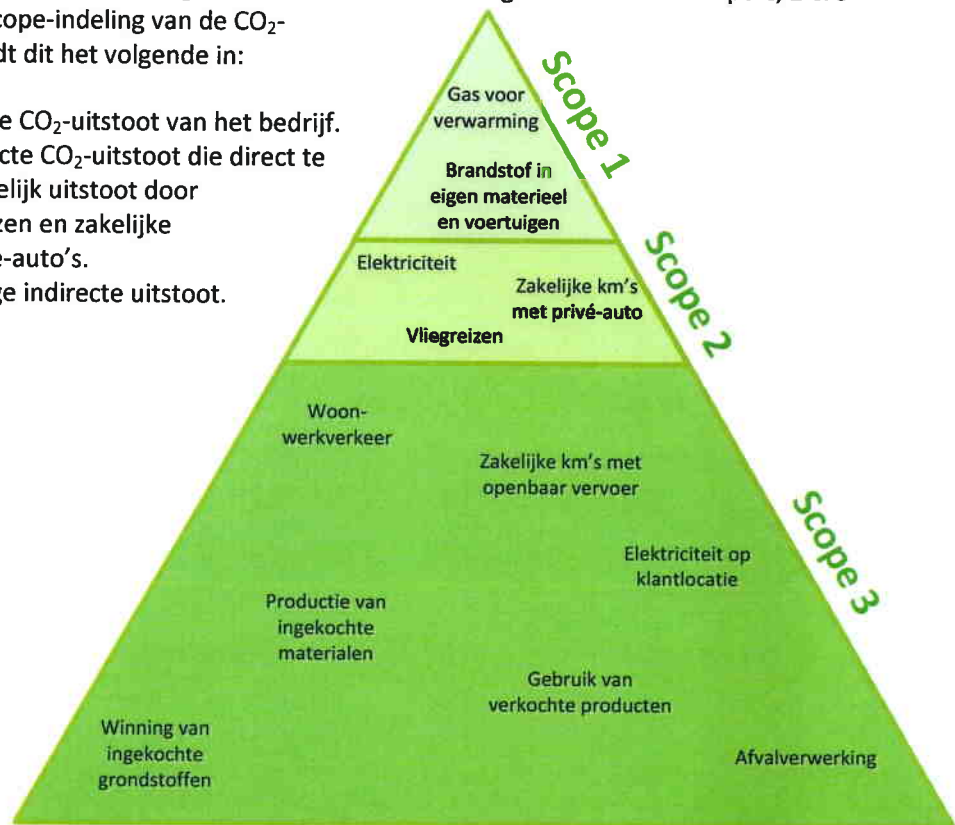 cope-indeling van de CO₂-
dt dit het volgende in:
e CO₂-uitstoot van het bedrijf.
cte CO₂-uitstoot die direct te
elijk uitstoot door
zen en zakelijke
e-auto's.
ge indirecte uitstoot.
Scope 1
Gas voor
verwarming
Brandstof in
eigen materieel
en voertuigen
Scope 2
Elektriciteit
Zakelijke km's
met privé-auto
Vliegreizen
Scope 3
Woon-
werkverkeer
Zakelijke km's met
openbaar vervoer
Elektriciteit op
klantlocatie
Productie van
ingekochte
materialen
Gebruik van
verkochte producten
Winning van
ingekochte
grondstoffen
Afvalverwerking